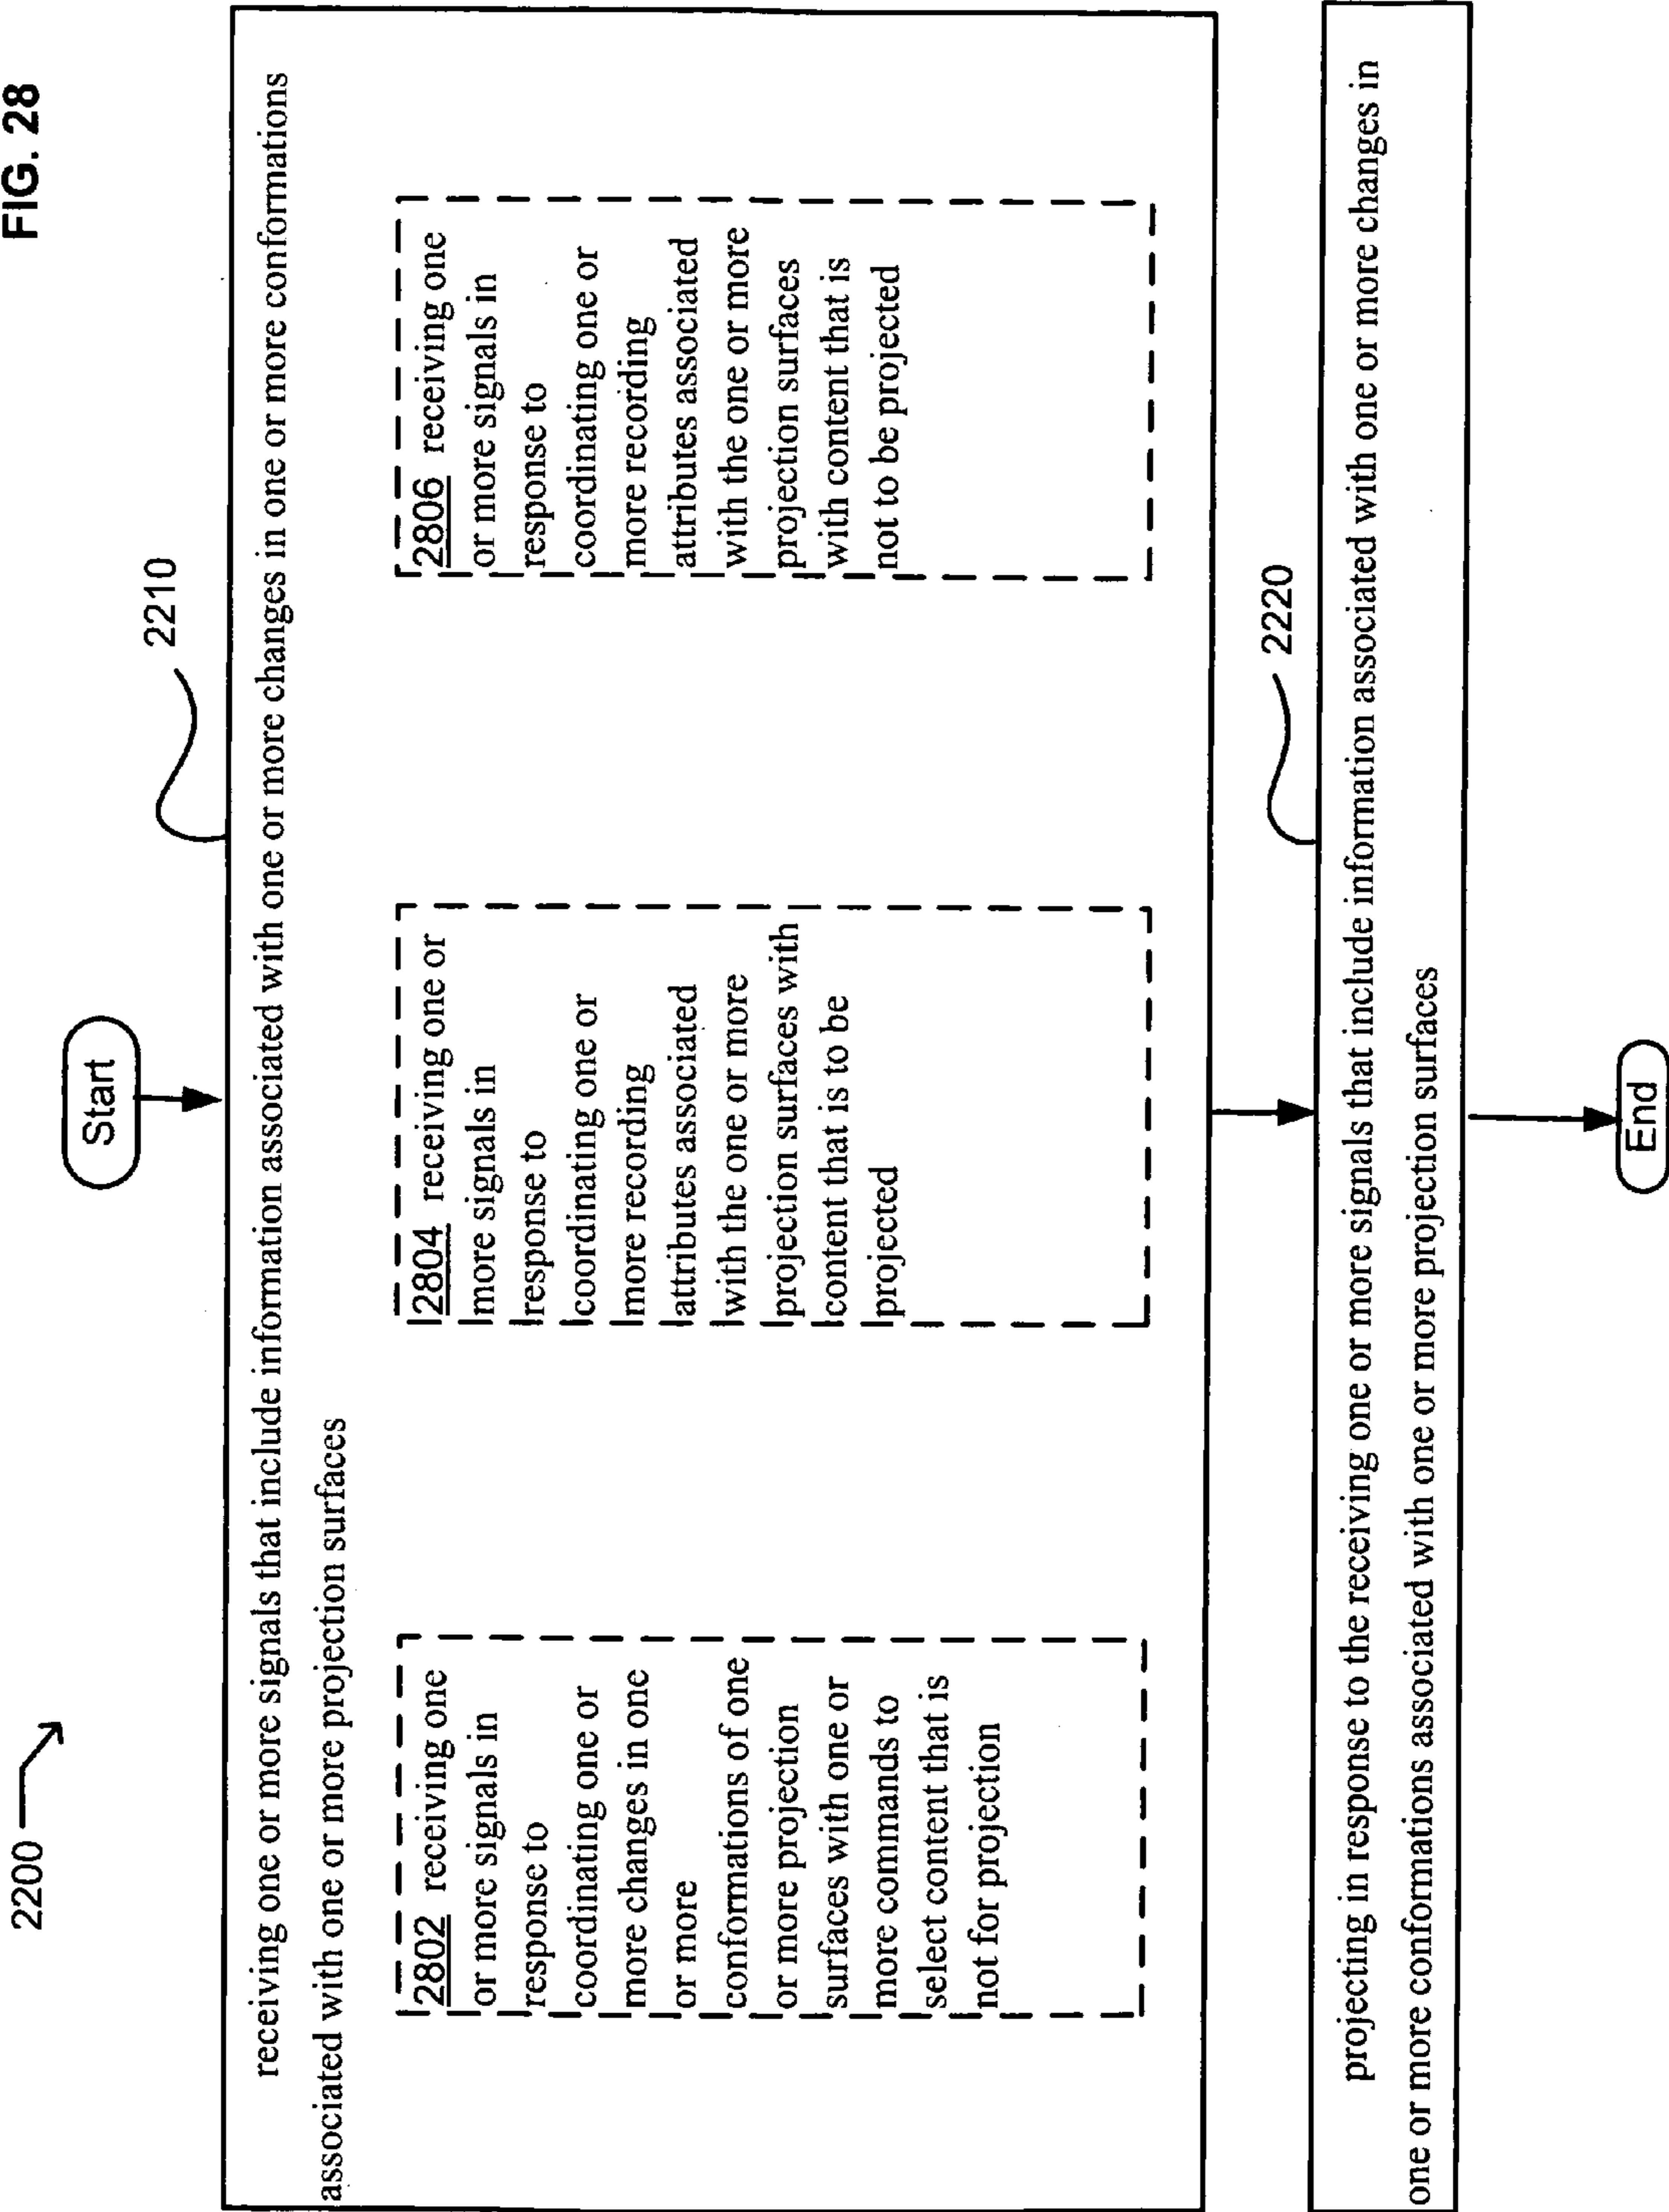 FIG. 28
2200
Start
2210
receiving one or more signals that include information associated with one or more changes in one or more conformations
associated with one or more projection surfaces
2802 receiving one
or more signals in
response to
coordinating one or
more changes in one
or more
conformations of one
or more projection
surfaces with one or
more commands to
select content that is
not for projection
2804 receiving one or
more signals in
response to
coordinating one or
more recording
attributes associated
with the one or more
projection surfaces with
content that is to be
projected
2806 receiving one
or more signals in
response to
coordinating one or
more recording
attributes associated
with the one or more
projection surfaces
with content that is
not to be projected
2220
projecting in response to the receiving one or more signals that include information associated with one or more changes in
one or more conformations associated with one or more projection surfaces
End